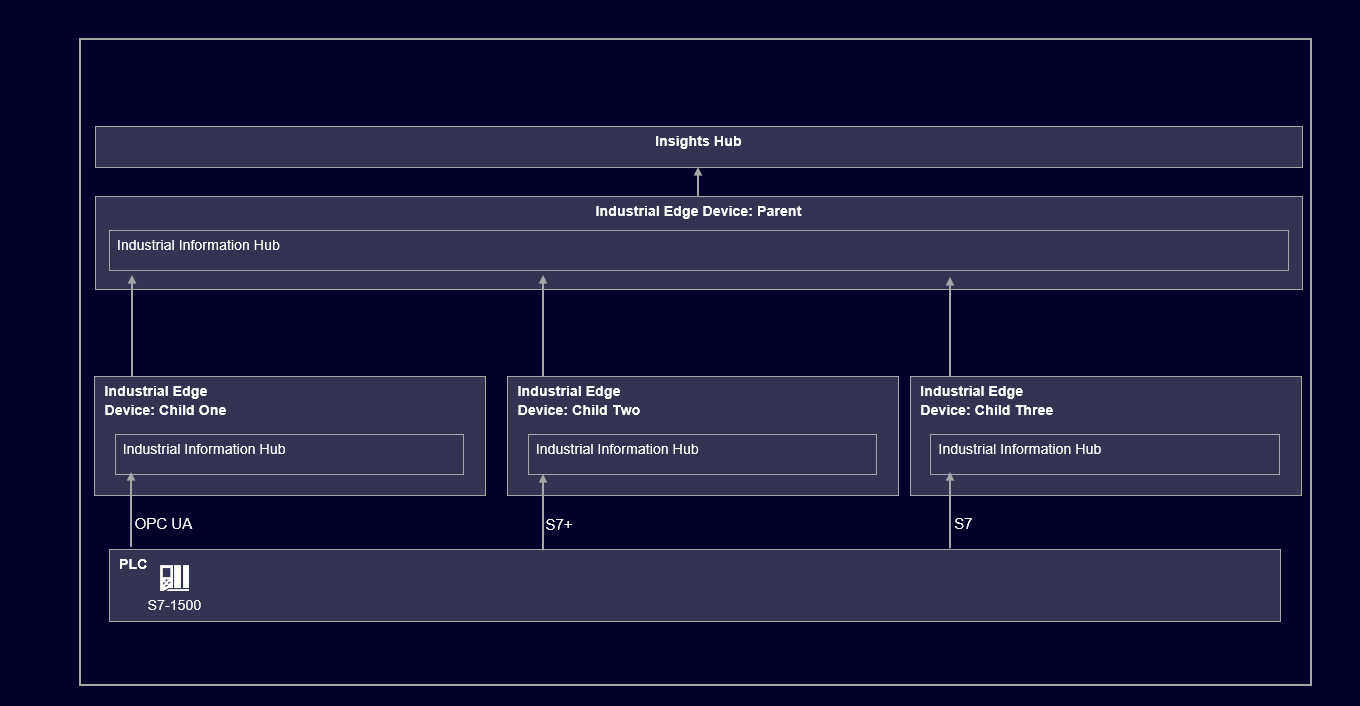 Insights Hub
Industrial Edge Device: Parent
Industrial Information Hub
Industrial Edge
Device: Child One
Industrial Information Hub
Industrial Edge
Device: Child Two
Industrial Information Hub
Industrial Edge
Device: Child Three
Industrial Information Hub
OPC UA
S7+
S7
PLC
S7-1500